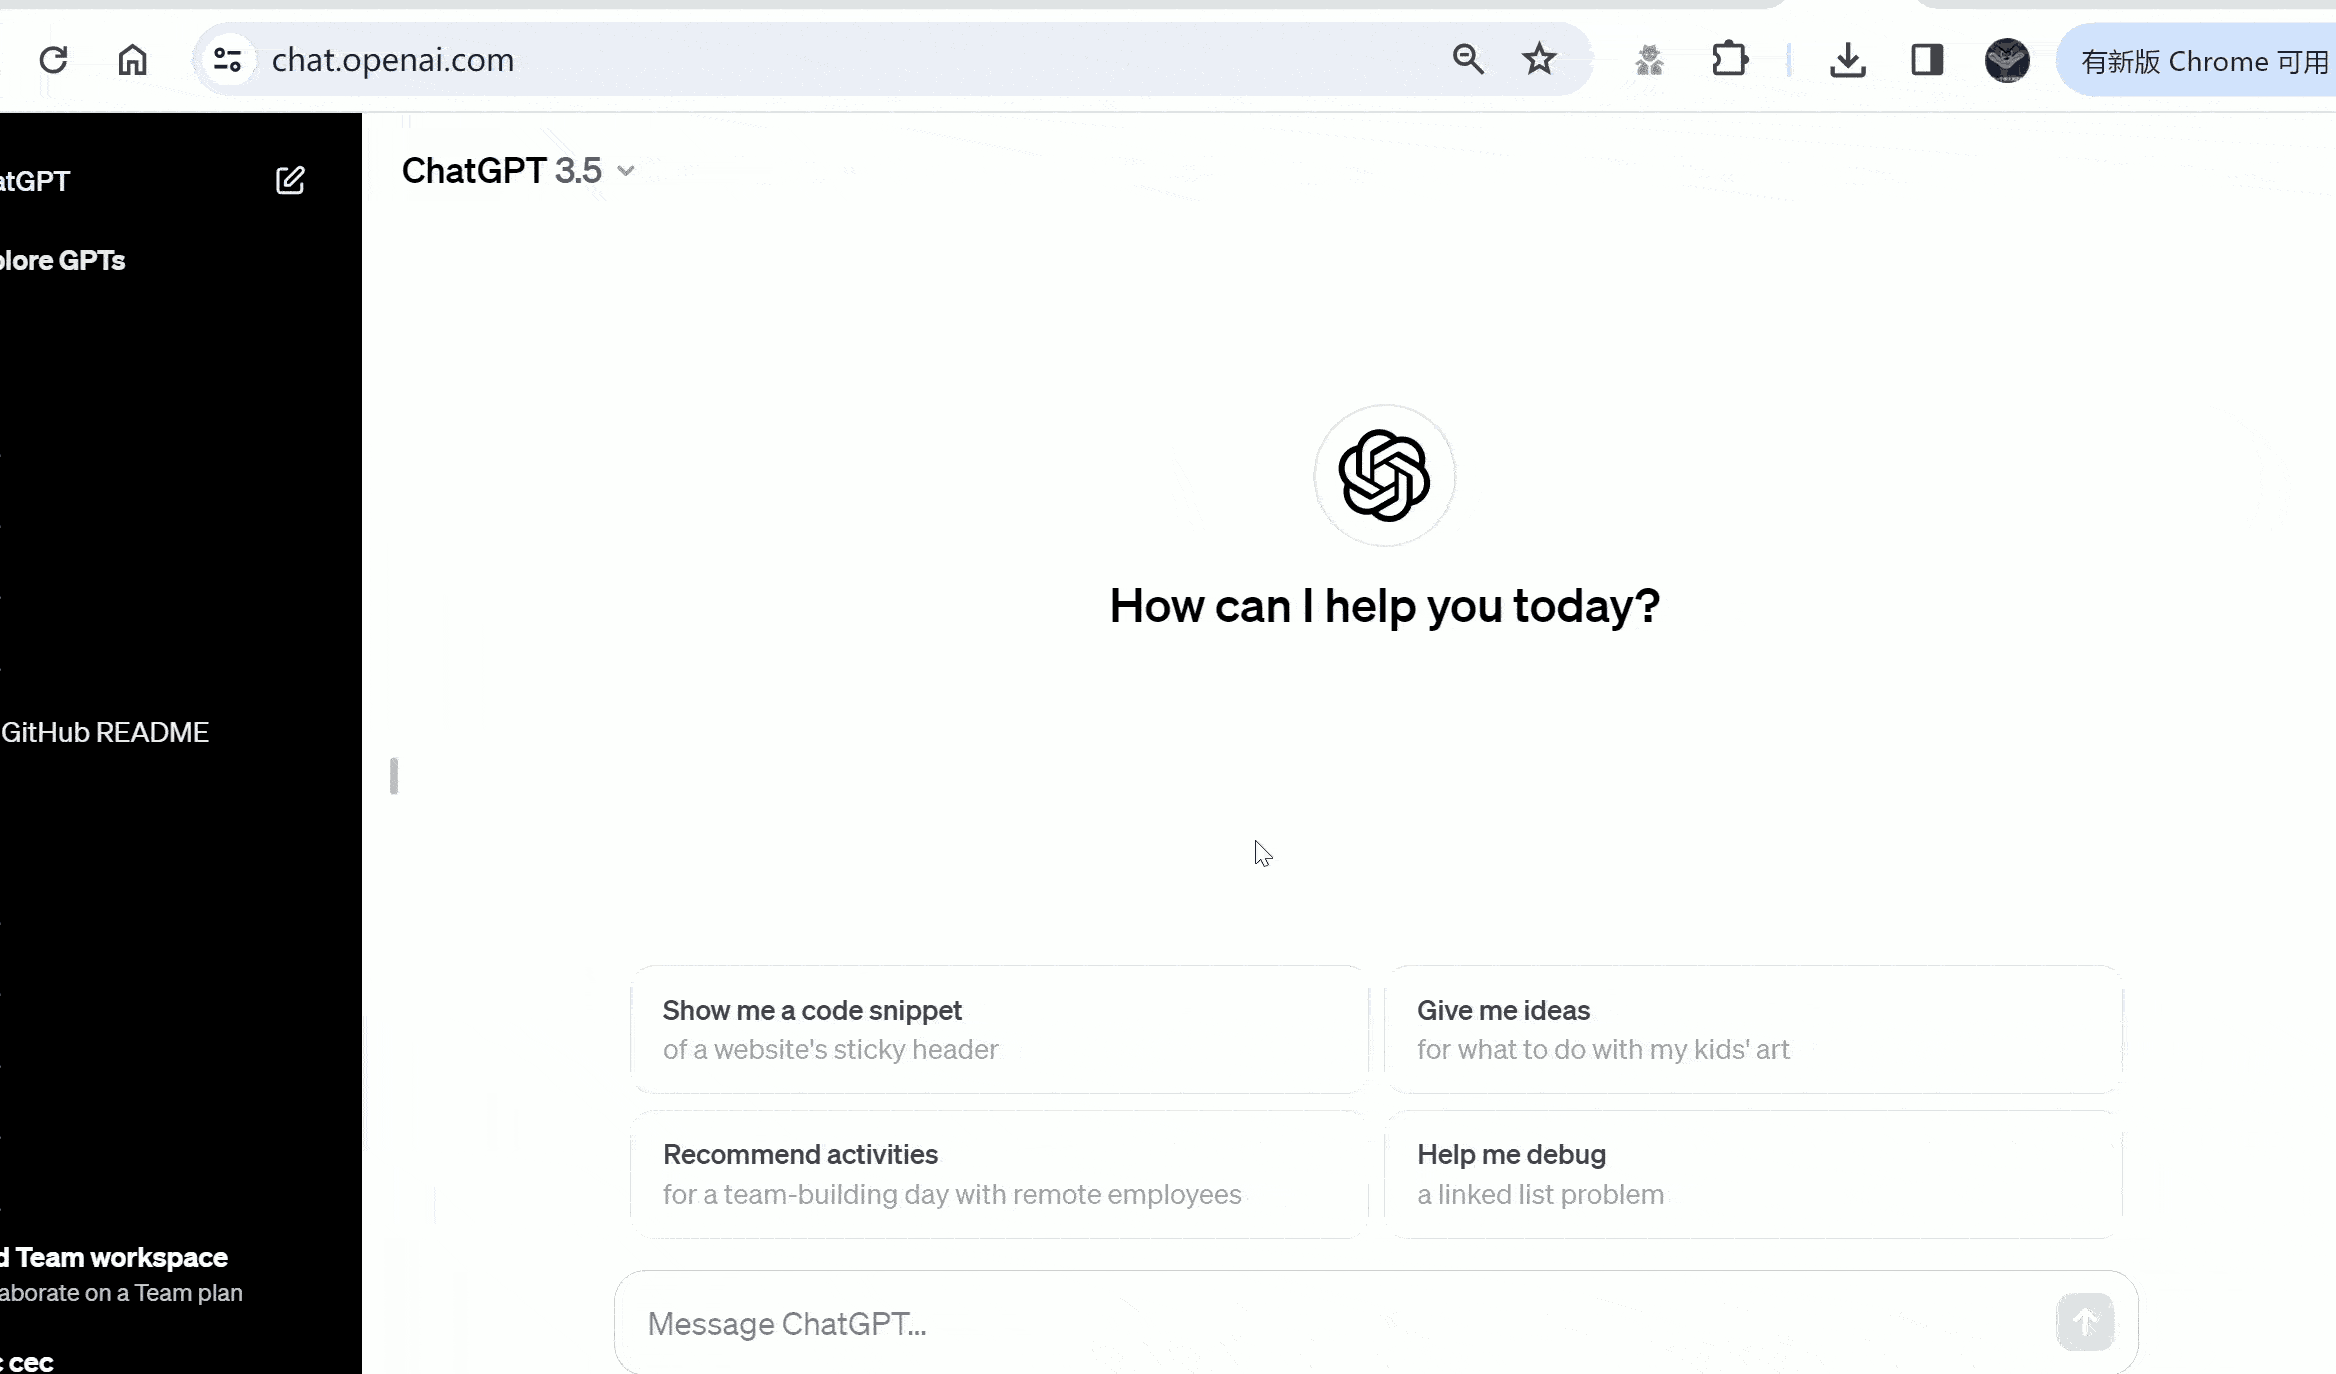 chat.openai.com
有新版 Chrome 可用
atGPT
plore GPTs
GitHub README
d Team workspace
aborate on a Team plan
c cec
ChatGPT 3.5
How can I help you today?
Show me a code snippet
of a website's sticky header
Give me ideas
for what to do with my kids' art
Recommend activities
for a team-building day with remote employees
Help me debug
a linked list problem
Message ChatGPT...